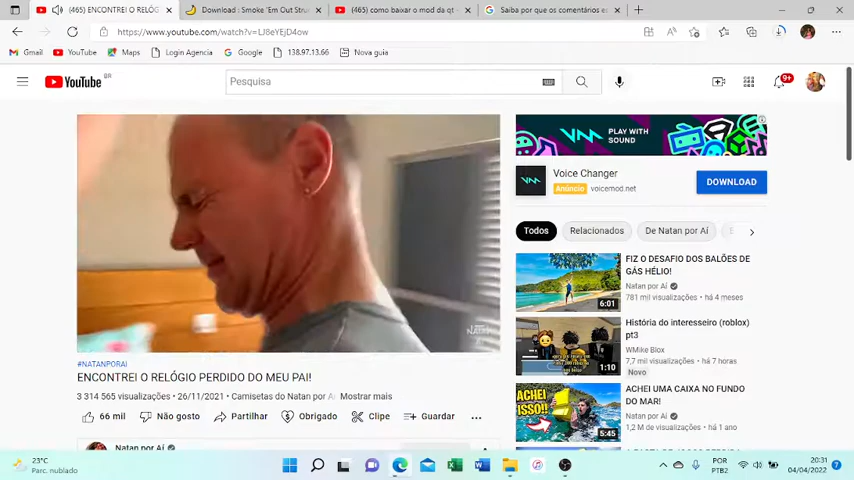 (465) ENCONTREI O RELÓG
Download : Smoke 'Em Out Stru
(465) como baixar o mod da qt -
Saiba por que os comentários es
https://www.youtube.com/watch?v=LJ8eYEjD4ow
Gmail
YouTube
Maps
Login Agencia
Google
138.97.13.66
Nova guia
YouTube BR
Pesquisa
9+
PLAY WITH
SOUND
Voice Changer
Anúncio voicemod.net
DOWNLOAD
Todos
Relacionados
De Natan por Aí
FIZ O DESAFIO DOS BALÕES DE
GÁS HÉLIO!
Natan por Aí
781 mil visualizações • há 4 meses
6:01
História do interesseiro (roblox)
pt3
WMike Blox
7,7 mil visualizações • há 7 horas
Novo
1:10
ACHEI UMA CAIXA NO FUNDO
DO MAR!
Natan por Aí
1,2 M de visualizações • há 1 mês
ACHEI
ISSO!!
5:45
NATAN
#NATANPORAÍ
ENCONTREI O RELÓGIO PERDIDO DO MEU PAI!
3 314 565 visualizações • 26/11/2021 • Camisetas do Natan por A Mostrar mais
66 mil
Não gosto
Partilhar
Obrigado
Clipe
Guardar
Natan por Aí
23°C
Parc. nublado
POR
PTB2
20:31
04/04/2022